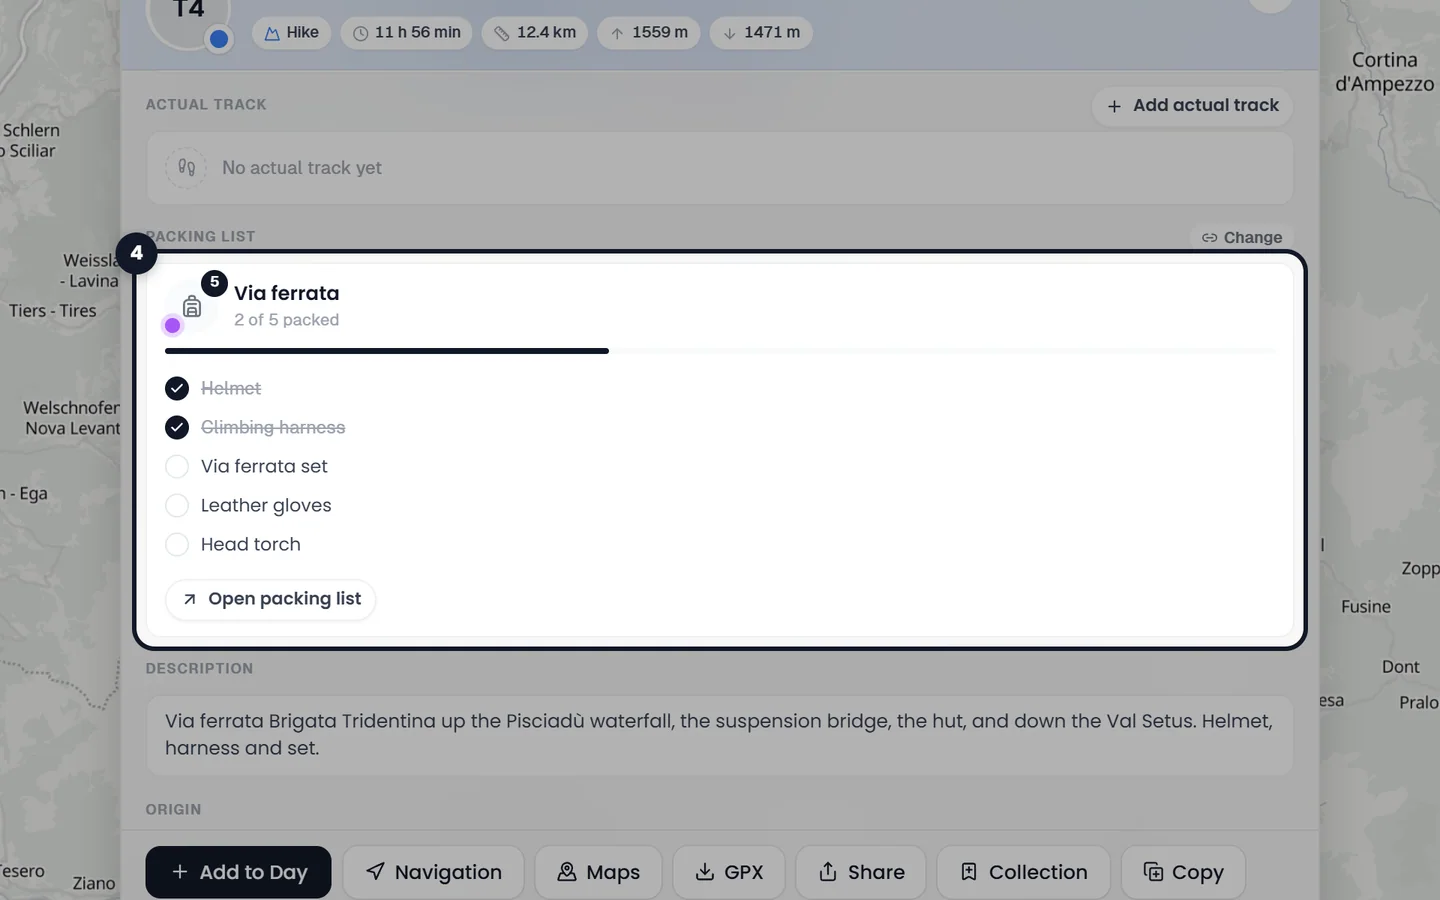 T4
Hike
11 h 56 min
12.4 km
1559 m
1471 m
Cortina
d'Ampezzo
ACTUAL TRACK
Add actual track
Schlern
Sciliar
No actual track yet
PACKING LIST
Change
4
5
Via ferrata
2 of 5 packed
Helmet
Climbing harness
Via ferrata set
Leather gloves
Head torch
Open packing list
- Lavina
Tiers - Tires
Welschnofen
Nova Levant
- Ega
Zopp
Fusine
Dont
esa
Pralo
DESCRIPTION
Via ferrata Brigata Tridentina up the Pisciadù waterfall, the suspension bridge, the hut, and down the Val Setus. Helmet,
harness and set.
ORIGIN
Add to Day
Navigation
Maps
GPX
Share
Collection
Copy
esero
Ziano